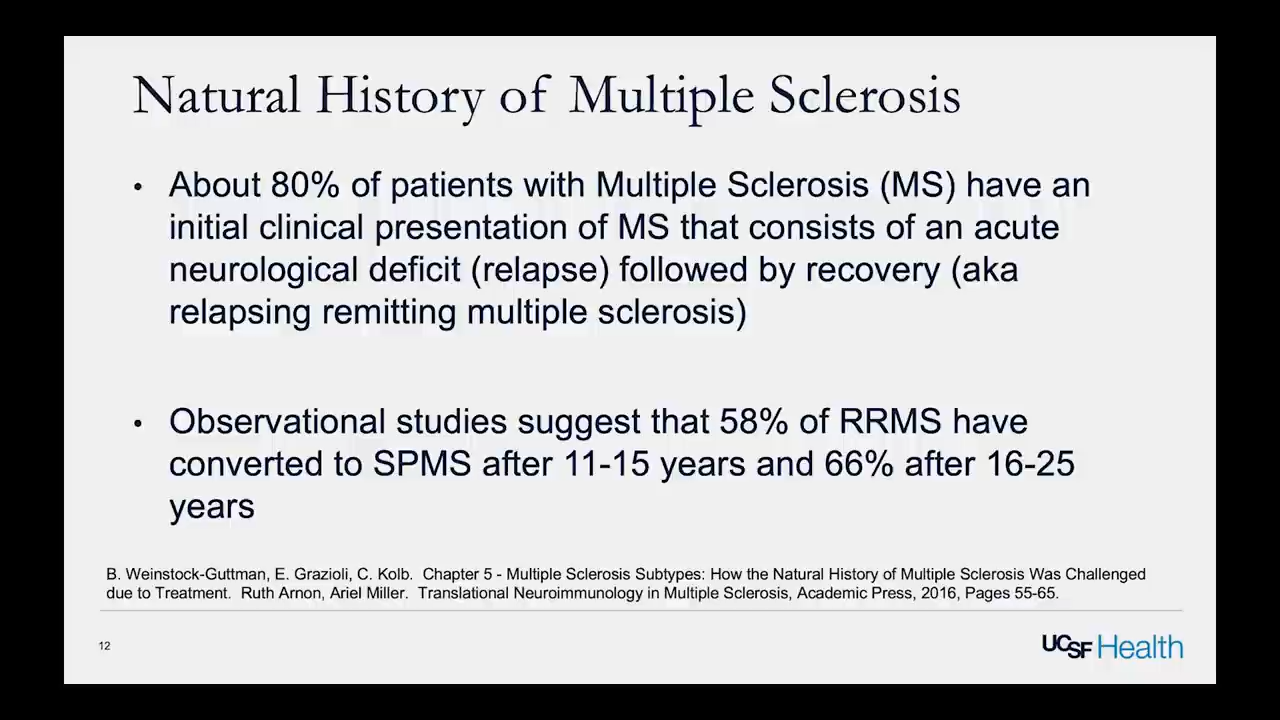 Natural History of Multiple Sclerosis
• About 80% of patients with Multiple Sclerosis (MS) have an
initial clinical presentation of MS that consists of an acute
neurological deficit (relapse) followed by recovery (aka
relapsing remitting multiple sclerosis)
• Observational studies suggest that 58% of RRMS have
converted to SPMS after 11-15 years and 66% after 16-25
years
B. Weinstock-Guttman, E. Grazioli, C. Kolb. Chapter 5 - Multiple Sclerosis Subtypes: How the Natural History of Multiple Sclerosis Was Challenged
due to Treatment. Ruth Arnon, Ariel Miller. Translational Neuroimmunology in Multiple Sclerosis, Academic Press, 2016, Pages 55-65.
12
UCSF Health